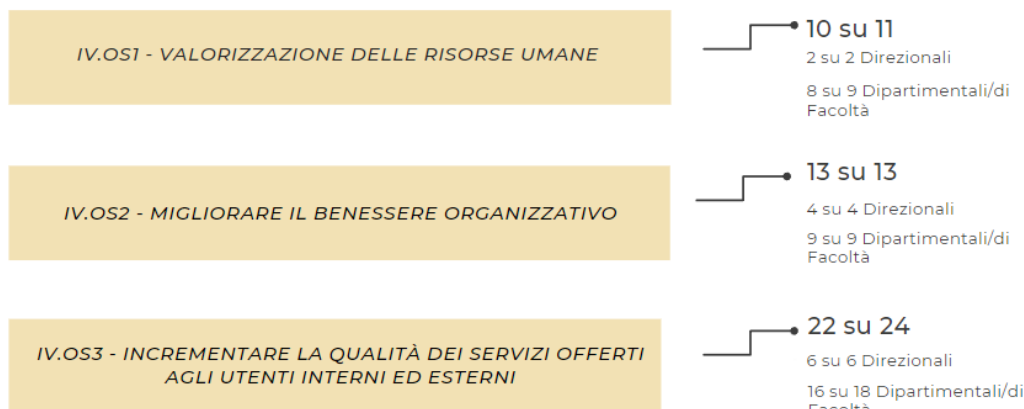 IV.OS1 - VALORIZZAZIONE DELLE RISORSE UMANE
10 su 11
2 su 2 Direzionali
8 su 9 Dipartimentali/di
Facoltà
IV.OS2 - MIGLIORARE IL BENESSERE ORGANIZZATIVO
13 su 13
4 su 4 Direzionali
9 su 9 Dipartimentali/di
Facoltà
IV.OS3 - INCREMENTARE LA QUALITÀ DEI SERVIZI OFFERTI
AGLI UTENTI INTERNI ED ESTERNI
22 su 24
6 su 6 Direzionali
16 su 18 Dipartimentali/di
Facoltà